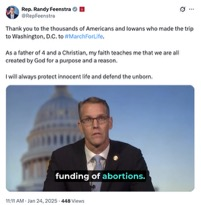 Rep. Randy Feenstra
@RepFeenstra
Thank you to the thousands of Americans and Iowans who made the trip
to Washington, D.C. to #MarchForLife.
As a father of 4 and a Christian, my faith teaches me that we are all
created by God for a purpose and a reason.
I will always protect innocent life and defend the unborn.
funding of abortions.
11:11 AM · Jan 24, 2025 · 448 Views